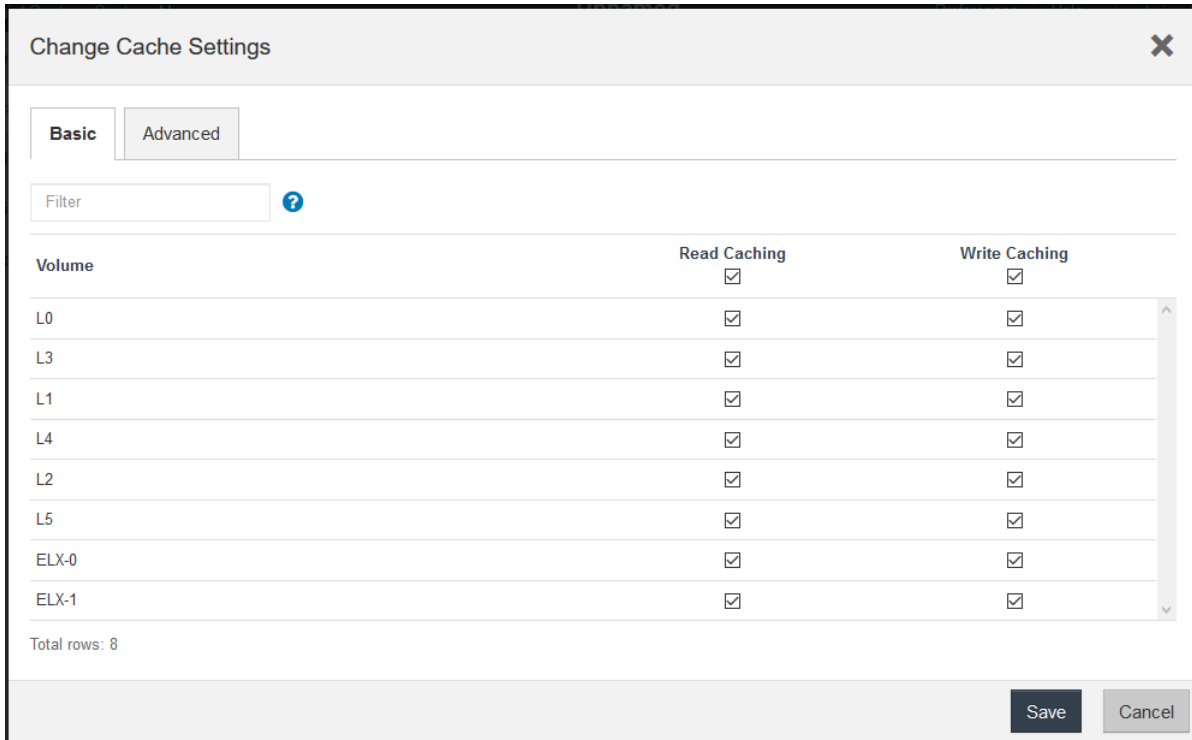 Change Cache Settings
Basic Advanced
Filter
Volume Read Caching Write Caching
L0
L3
L1
L4
L2
L5
ELX-0
ELX-1
Total rows: 8
Save Cancel